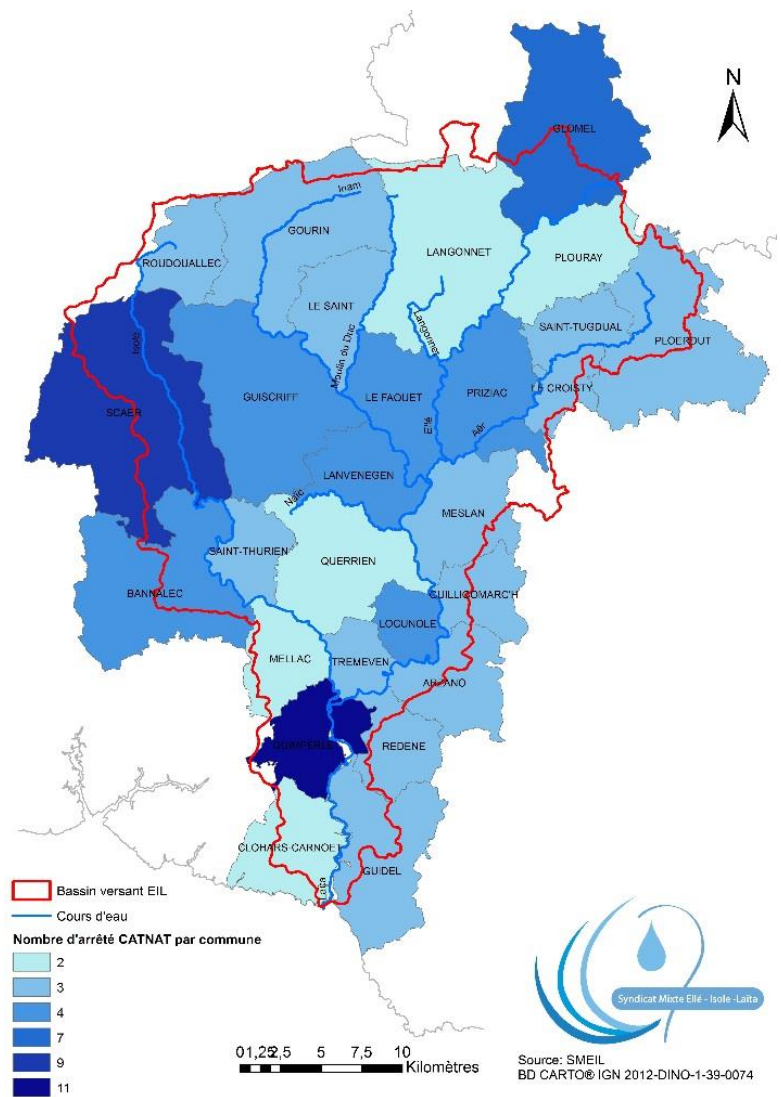 N
GLOMEL
Inam
GOURIN
LANGONNET
PLOURAY
ROUDOUALLEC
LE SAINT
Langonnet
SAINT-TUGDUAL
PLOERDUT
Isole
Moulin du Duc
SCAER
GUISCRIFF
LE FAOUET
PRIZIAC
LE CROISTY
Ellé
Aër
LANVENEGEN
Naïc
MESLAN
SAINT-THURIEN
QUERRIEN
BANNALEC
GUILLIGOMARC'H
LOCUNOLE
MELLAC
TREMEVEN
ARZANO
QUIMPERLE
REDENE
CLOHARS-CARNOET
GUIDEL
Laïta
Bassin versant EIL
Cours d'eau
Nombre d'arrêté CATNAT par commune
2
3
4
7
9
11
0 1,25 2,5 5 7,5 10
Kilomètres
Syndicat Mixte Ellé - Isole -Laïta
Source: SMEIL
BD CARTO® IGN 2012-DINO-1-39-0074